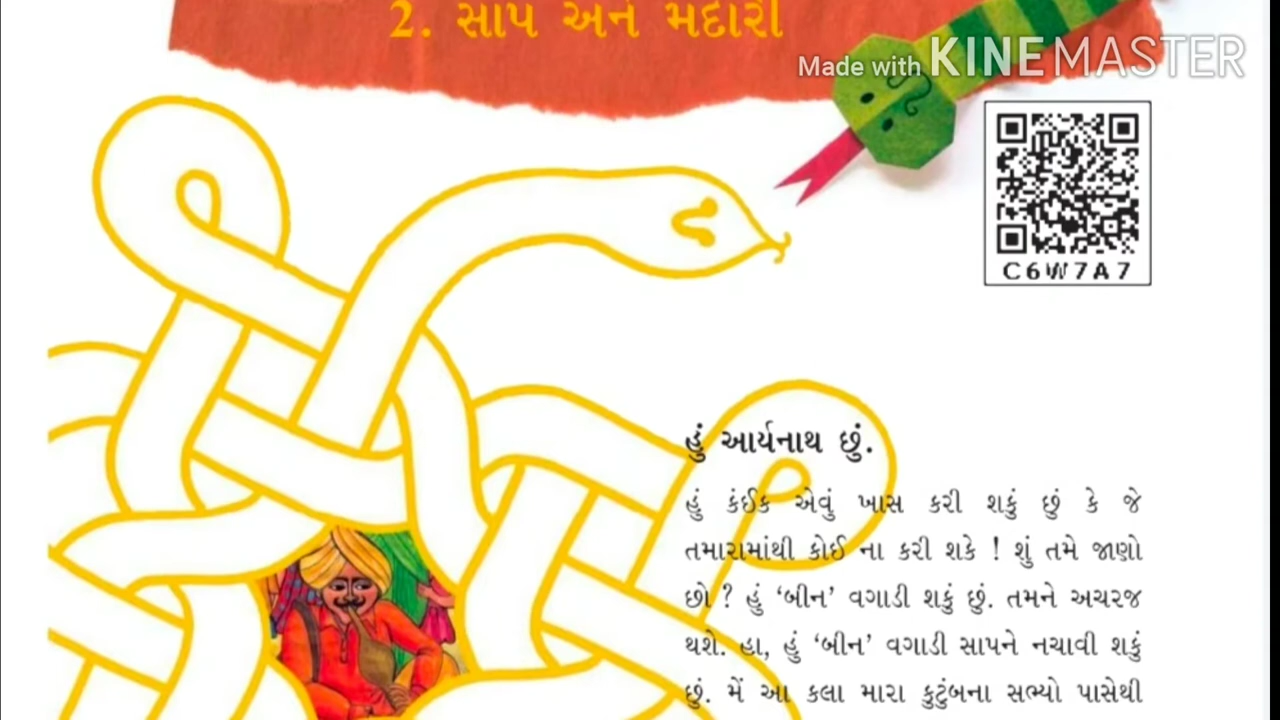 2. સાપ અને મદારી
Made with KINEMASTER
C6W7A7
હું આર્યનાથ છું.
હું કંઈક એવું ખાસ કરી શકું છું કે જે
તમારામાંથી કોઈ ના કરી શકે ! શું તમે જાણો
છો ? હું ‘બીન’ વગાડી શકું છું. તમને અચરજ
થશે. હા, હું ‘બીન’ વગાડી સાપને નચાવી શકું
છું. મેં આ કલા મારા કુટુંબના સભ્યો પાસેથી